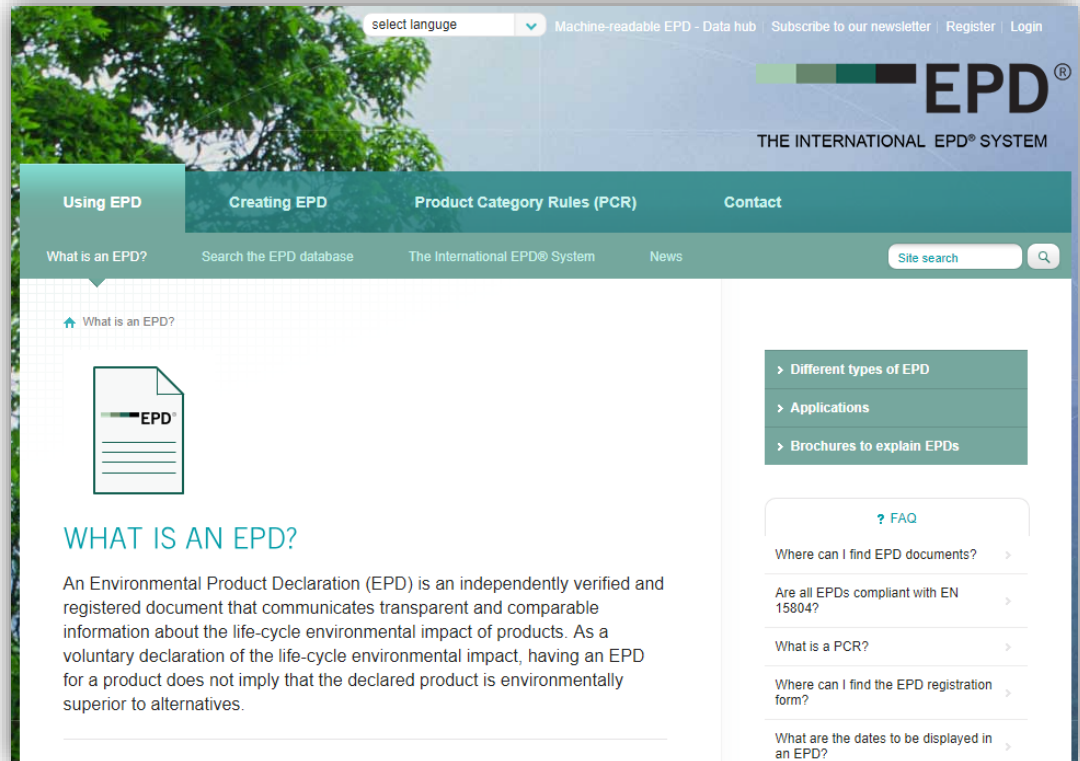 select languge
Machine-readable EPD - Data hub | Subscribe to our newsletter | Register | Login
EPD®
THE INTERNATIONAL EPD® SYSTEM
Using EPD
Creating EPD
Product Category Rules (PCR)
Contact
What is an EPD?
Search the EPD database
The International EPD® System
News
Site search
What is an EPD?
EPD®
WHAT IS AN EPD?
An Environmental Product Declaration (EPD) is an independently verified and
registered document that communicates transparent and comparable
information about the life-cycle environmental impact of products. As a
voluntary declaration of the life-cycle environmental impact, having an EPD
for a product does not imply that the declared product is environmentally
superior to alternatives.
Different types of EPD
Applications
Brochures to explain EPDs
? FAQ
Where can I find EPD documents?
Are all EPDs compliant with EN
15804?
What is a PCR?
Where can I find the EPD registration
form?
What are the dates to be displayed in
an EPD?